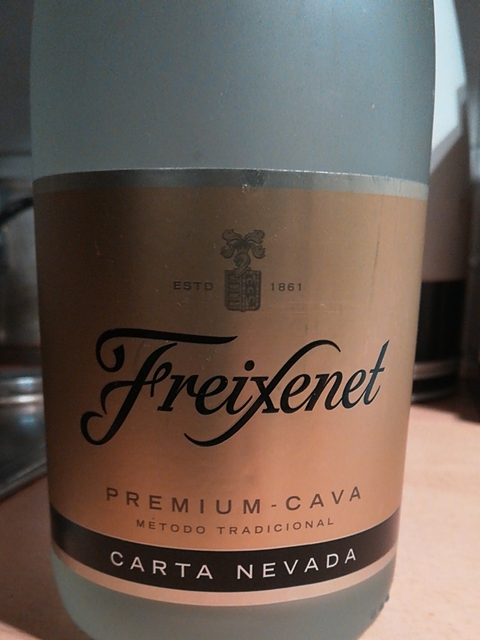 ESTD 1861
Freixenet
PREMIUM-CAVA
METODO TRADICIONAL
CARTA NEVADA